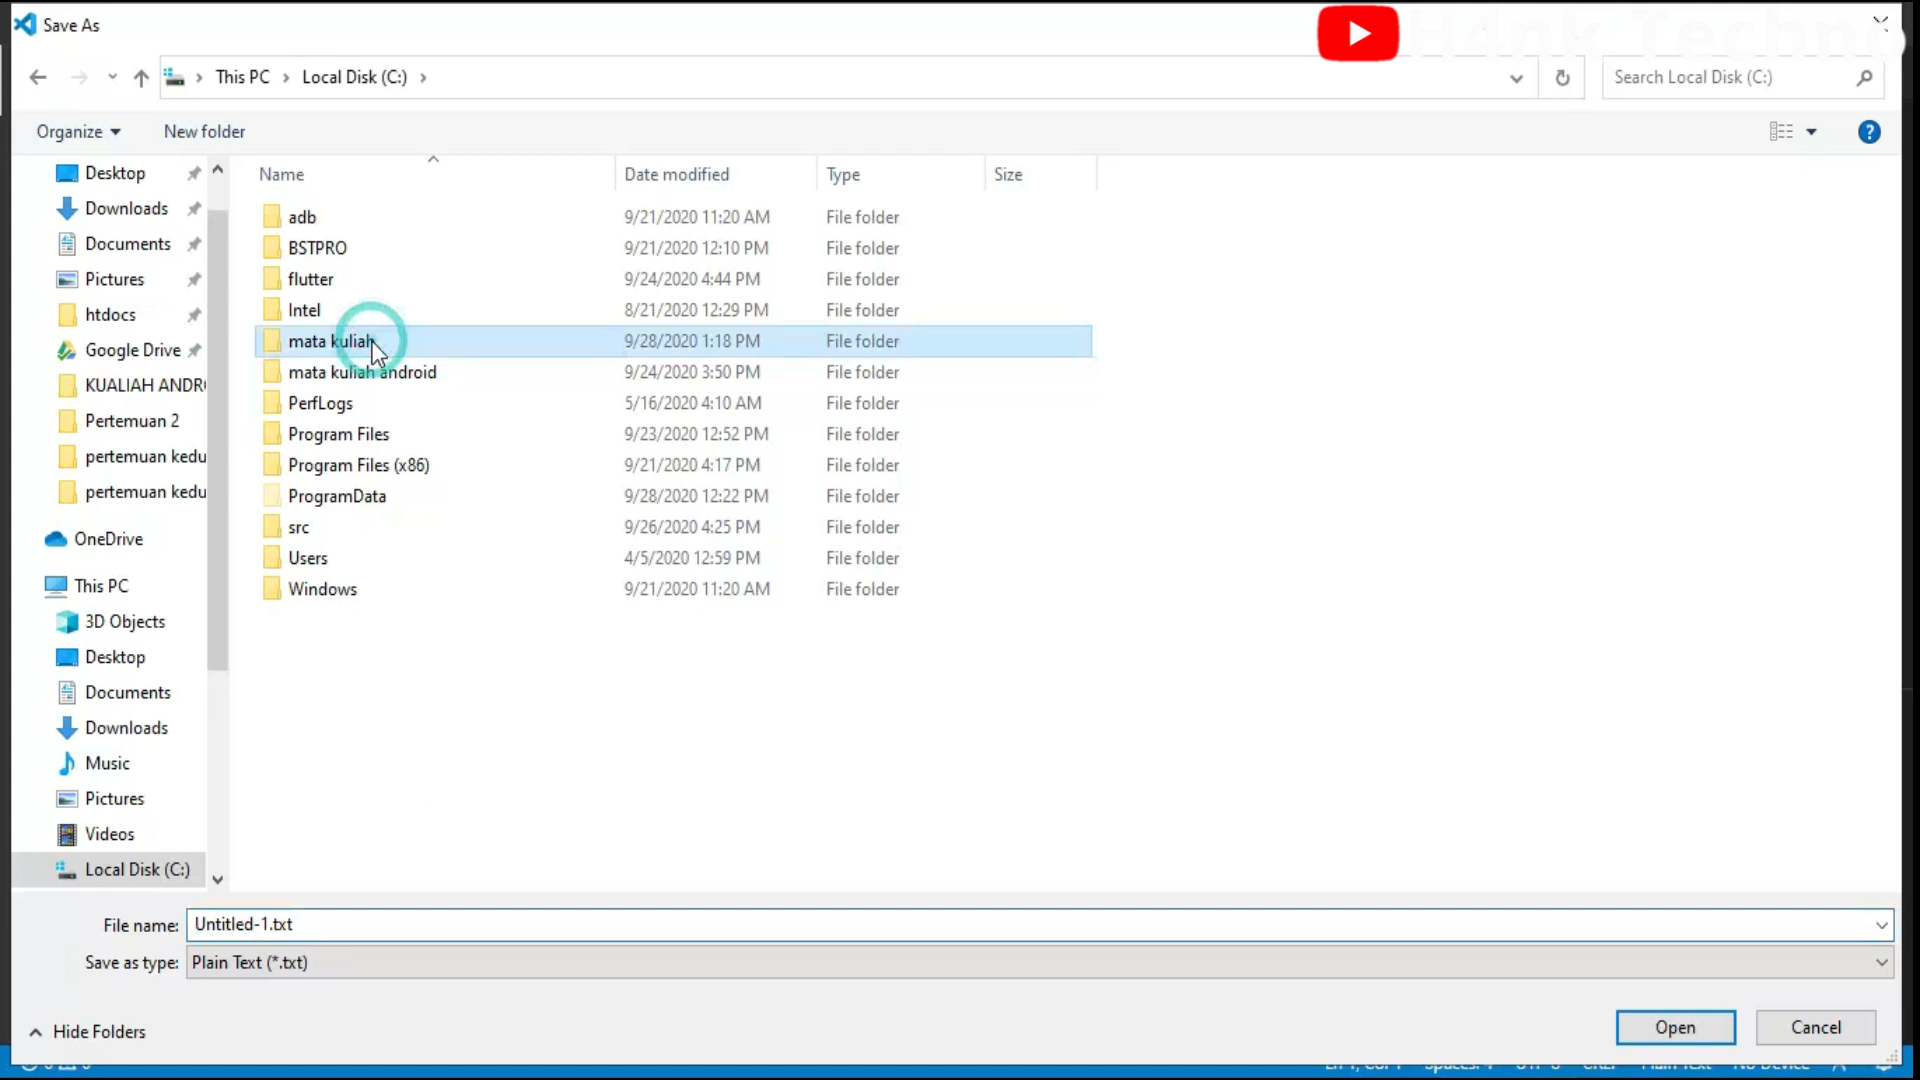 Save As
H4nk Techno
This PC > Local Disk (C:) >
Search Local Disk (C:)
Organize
New folder
Name
Date modified
Type
Size
Desktop
Downloads
Documents
Pictures
htdocs
Google Drive
KUALIAH ANDR
Pertemuan 2
pertemuan kedu
pertemuan kedu
OneDrive
This PC
3D Objects
Desktop
Documents
Downloads
Music
Pictures
Videos
Local Disk (C:)
adb 9/21/2020 11:20 AM File folder
BSTPRO 9/21/2020 12:10 PM File folder
flutter 9/24/2020 4:44 PM File folder
Intel 8/21/2020 12:29 PM File folder
mata kuliah 9/28/2020 1:18 PM File folder
mata kuliah android 9/24/2020 3:50 PM File folder
PerfLogs 5/16/2020 4:10 AM File folder
Program Files 9/23/2020 12:52 PM File folder
Program Files (x86) 9/21/2020 4:17 PM File folder
ProgramData 9/28/2020 12:22 PM File folder
src 9/26/2020 4:25 PM File folder
Users 4/5/2020 12:59 PM File folder
Windows 9/21/2020 11:20 AM File folder
File name: Untitled-1.txt
Save as type: Plain Text (*.txt)
Hide Folders
Open
Cancel